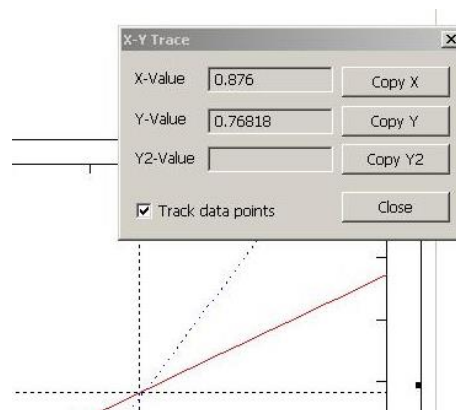 X-Y Trace
X-Value 0.876 Copy X
Y-Value 0.76818 Copy Y
Y2-Value Copy Y2
Track data points Close